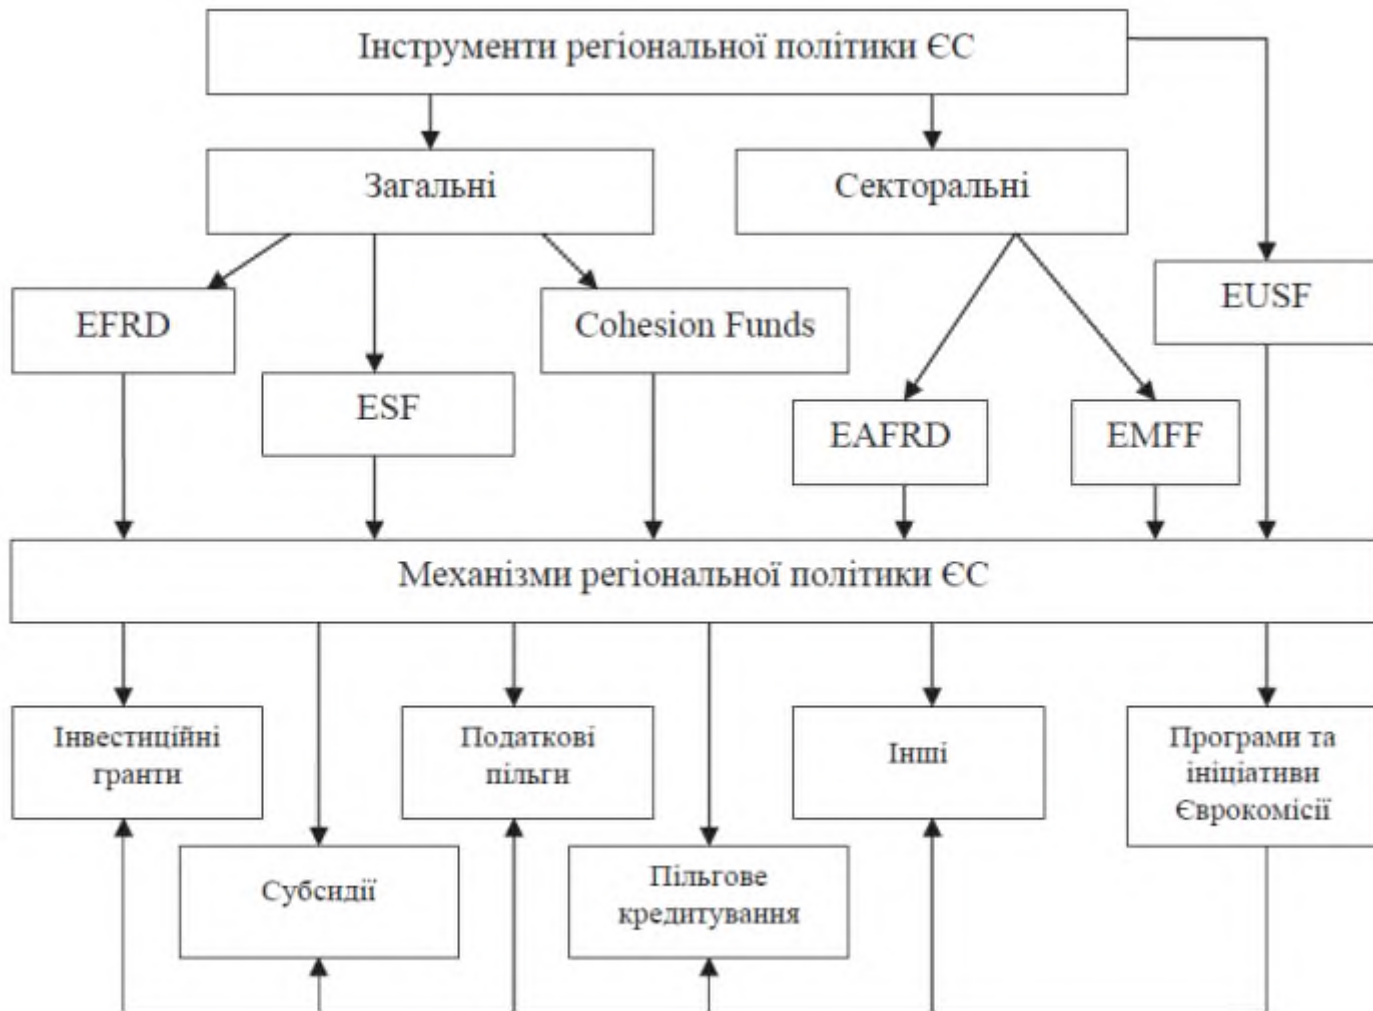 Інструменти регіональної політики ЄС
Загальні
Секторальні
EFRD
Cohesion Funds
EUSF
ESF
EAFRD
EMFF
Механізми регіональної політики ЄС
Інвестиційні
гранти
Податкові
пільги
Інші
Програми та
ініціативи
Єврокомісії
Субсидії
Пільгове
кредитування